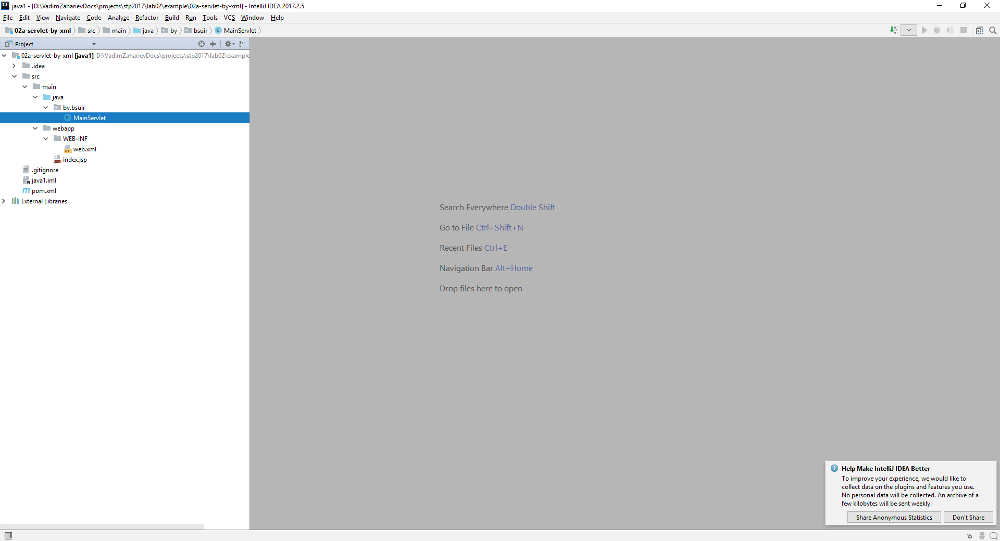 java1 - [D:\VadimZaharievDocs\projects\stp2017\lab02\example\02a-servlet-by-xml] - IntelliJ IDEA 2017.2.5
File Edit View Navigate Code Analyze Refactor Build Run Tools VCS Window Help
02a-servlet-by-xml src main java by bsuir MainServlet
Project
02a-servlet-by-xml [java1] D:\VadimZaharievDocs\projects\stp2017\lab02\example
.idea
src
main
java
by.bsuir
MainServlet
webapp
WEB-INF
web.xml
index.jsp
.gitignore
java1.iml
pom.xml
External Libraries
Search Everywhere Double Shift
Go to File Ctrl+Shift+N
Recent Files Ctrl+E
Navigation Bar Alt+Home
Drop files here to open
Help Make IntelliJ IDEA Better
To improve your experience, we would like to
collect data on the plugins and features you use.
No personal data will be collected. An archive of a
few kilobytes will be sent weekly.
Share Anonymous Statistics Don't Share